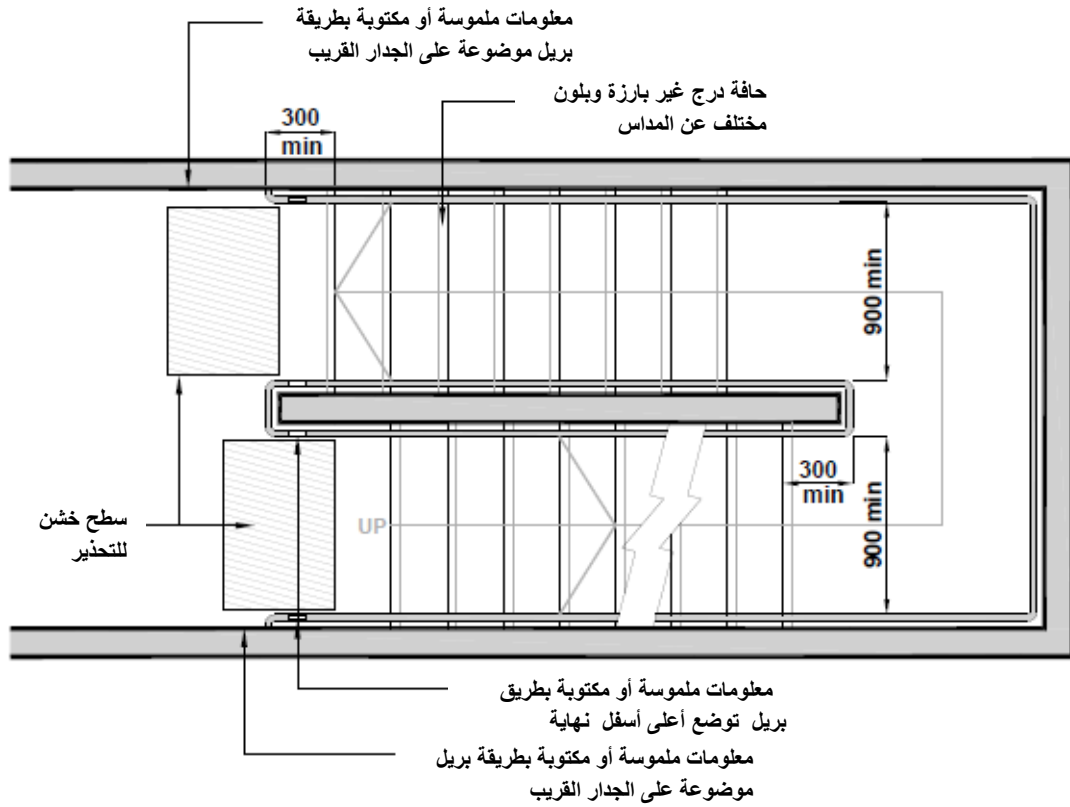 معلومات ملموسة أو مكتوبة بطريقة
بريل موضوعة على الجدار القريب
حافة درج غير بارزة وبلون
مختلف عن المداس
300
min
900 min
300
min
900 min
UP
سطح خشن
للتحذير
معلومات ملموسة أو مكتوبة بطريق
بريل توضع أعلى أسفل نهاية
معلومات ملموسة أو مكتوبة بطريقة بريل
موضوعة على الجدار القريب